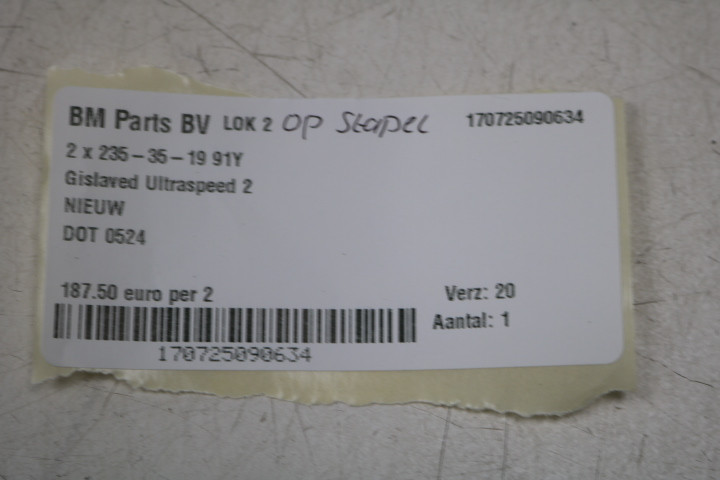 BM Parts BV LOK 2 op Stapel 170725090634
2 x 235-35-19 91Y
Gislaved Ultraspeed 2
NIEUW
DOT 0524
187.50 euro per 2 Verz: 20
Aantal: 1
170725090634